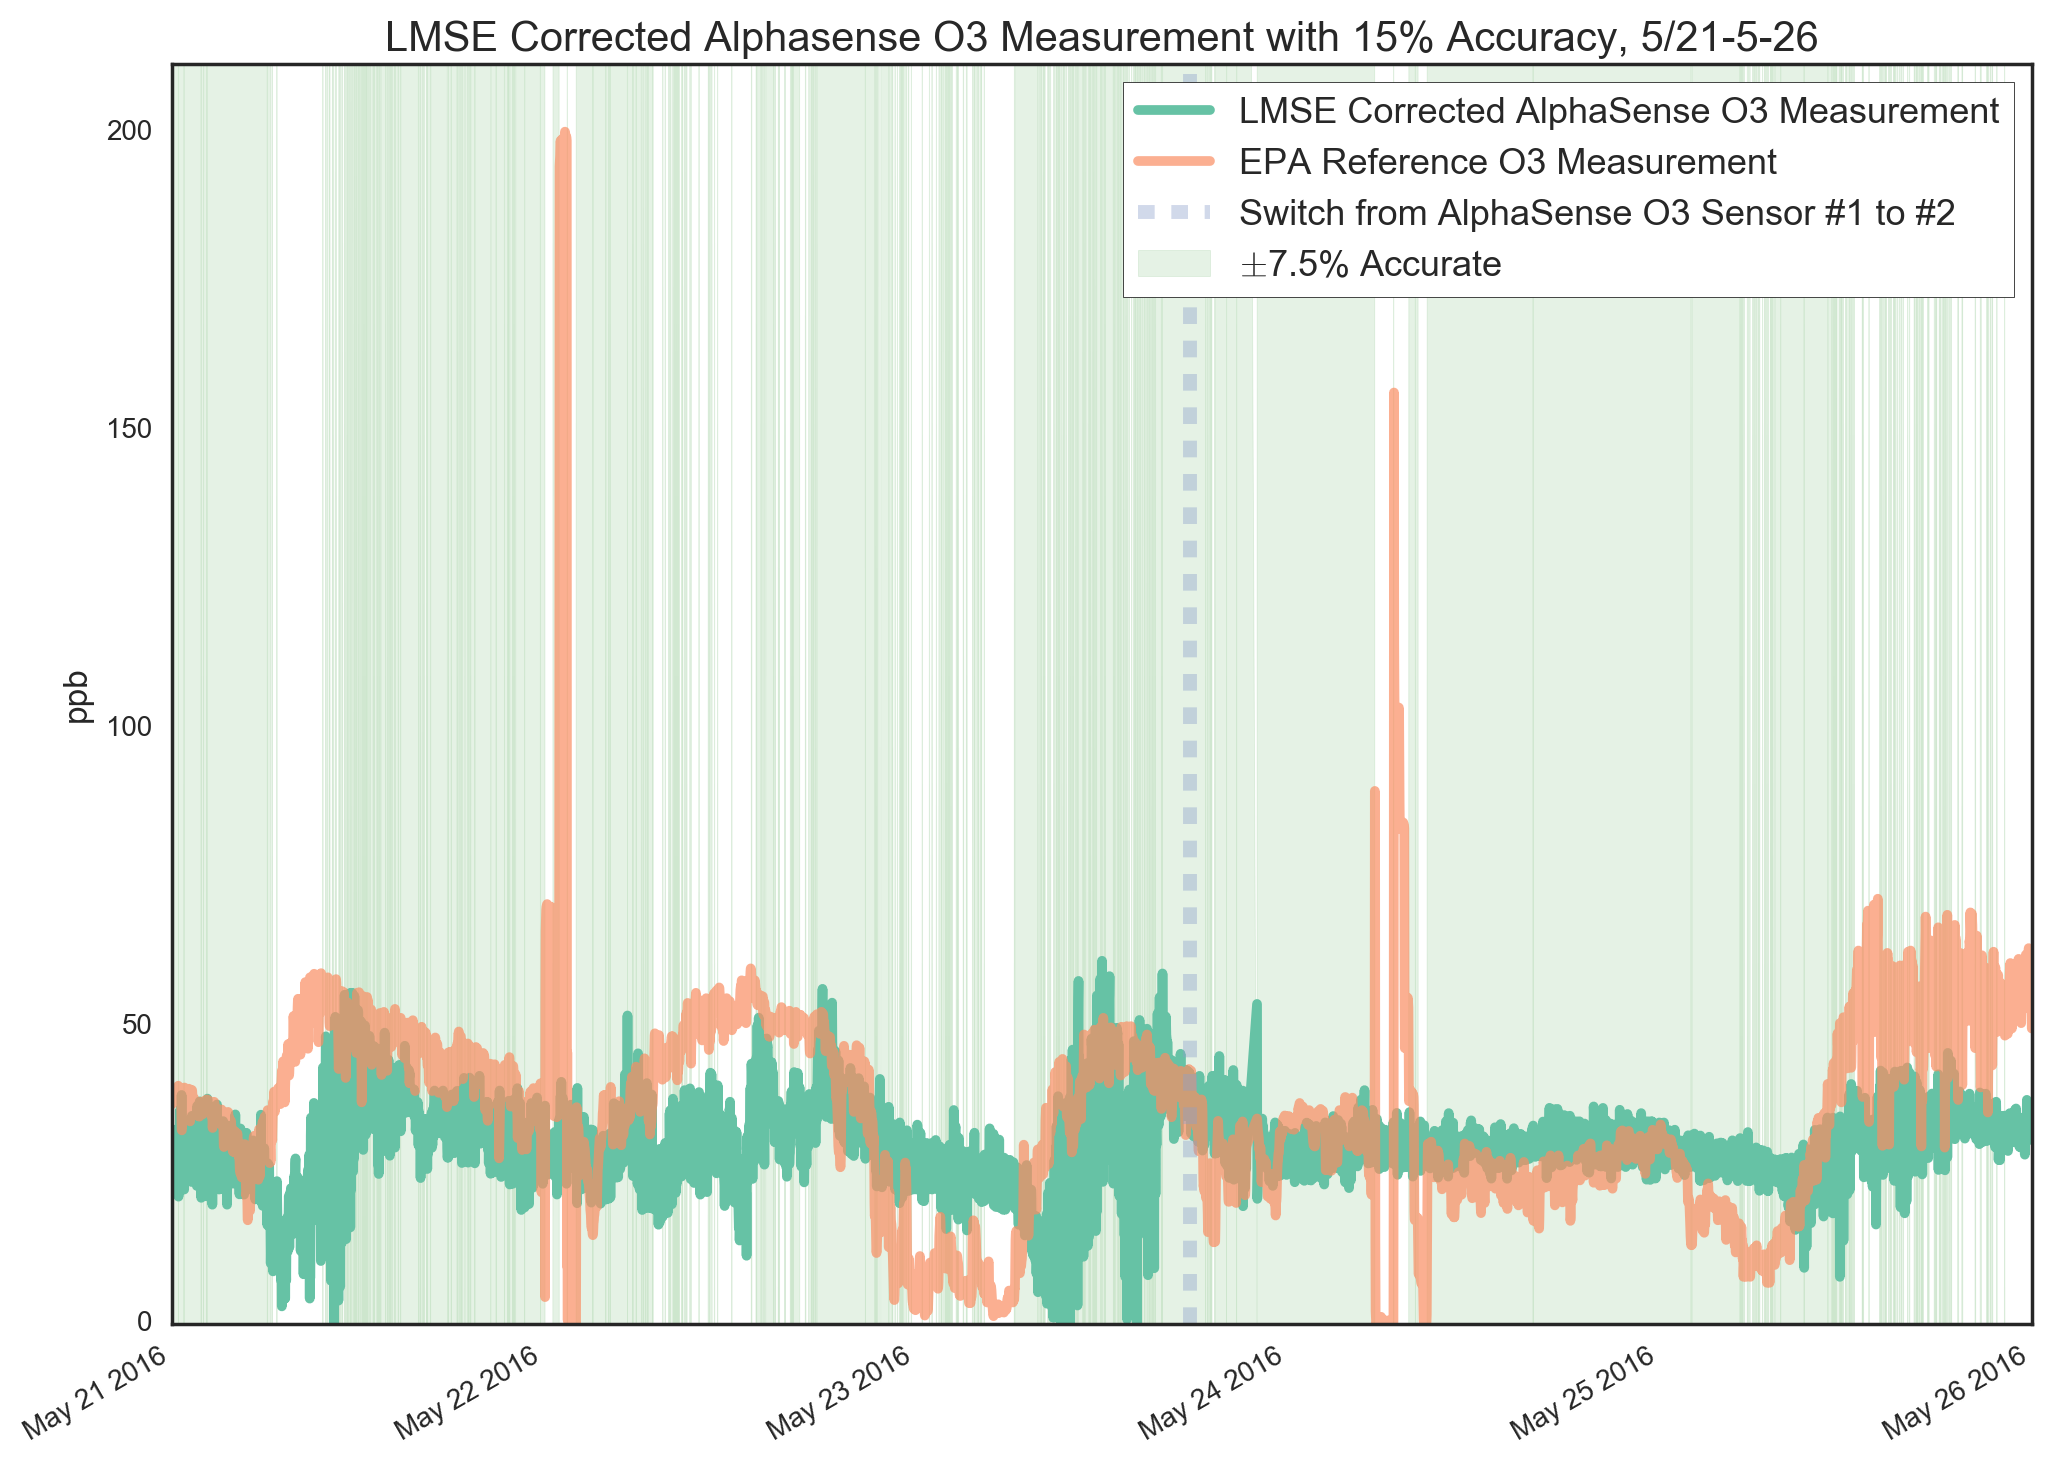 LMSE Corrected Alphasense O3 Measurement with 15% Accuracy, 5/21-5-26
LMSE Corrected AlphaSense O3 Measurement
EPA Reference O3 Measurement
Switch from AlphaSense O3 Sensor #1 to #2
±7.5% Accurate
200
150
100
50
0
ppb
May 21 2016
May 22 2016
May 23 2016
May 24 2016
May 25 2016
May 26 2016